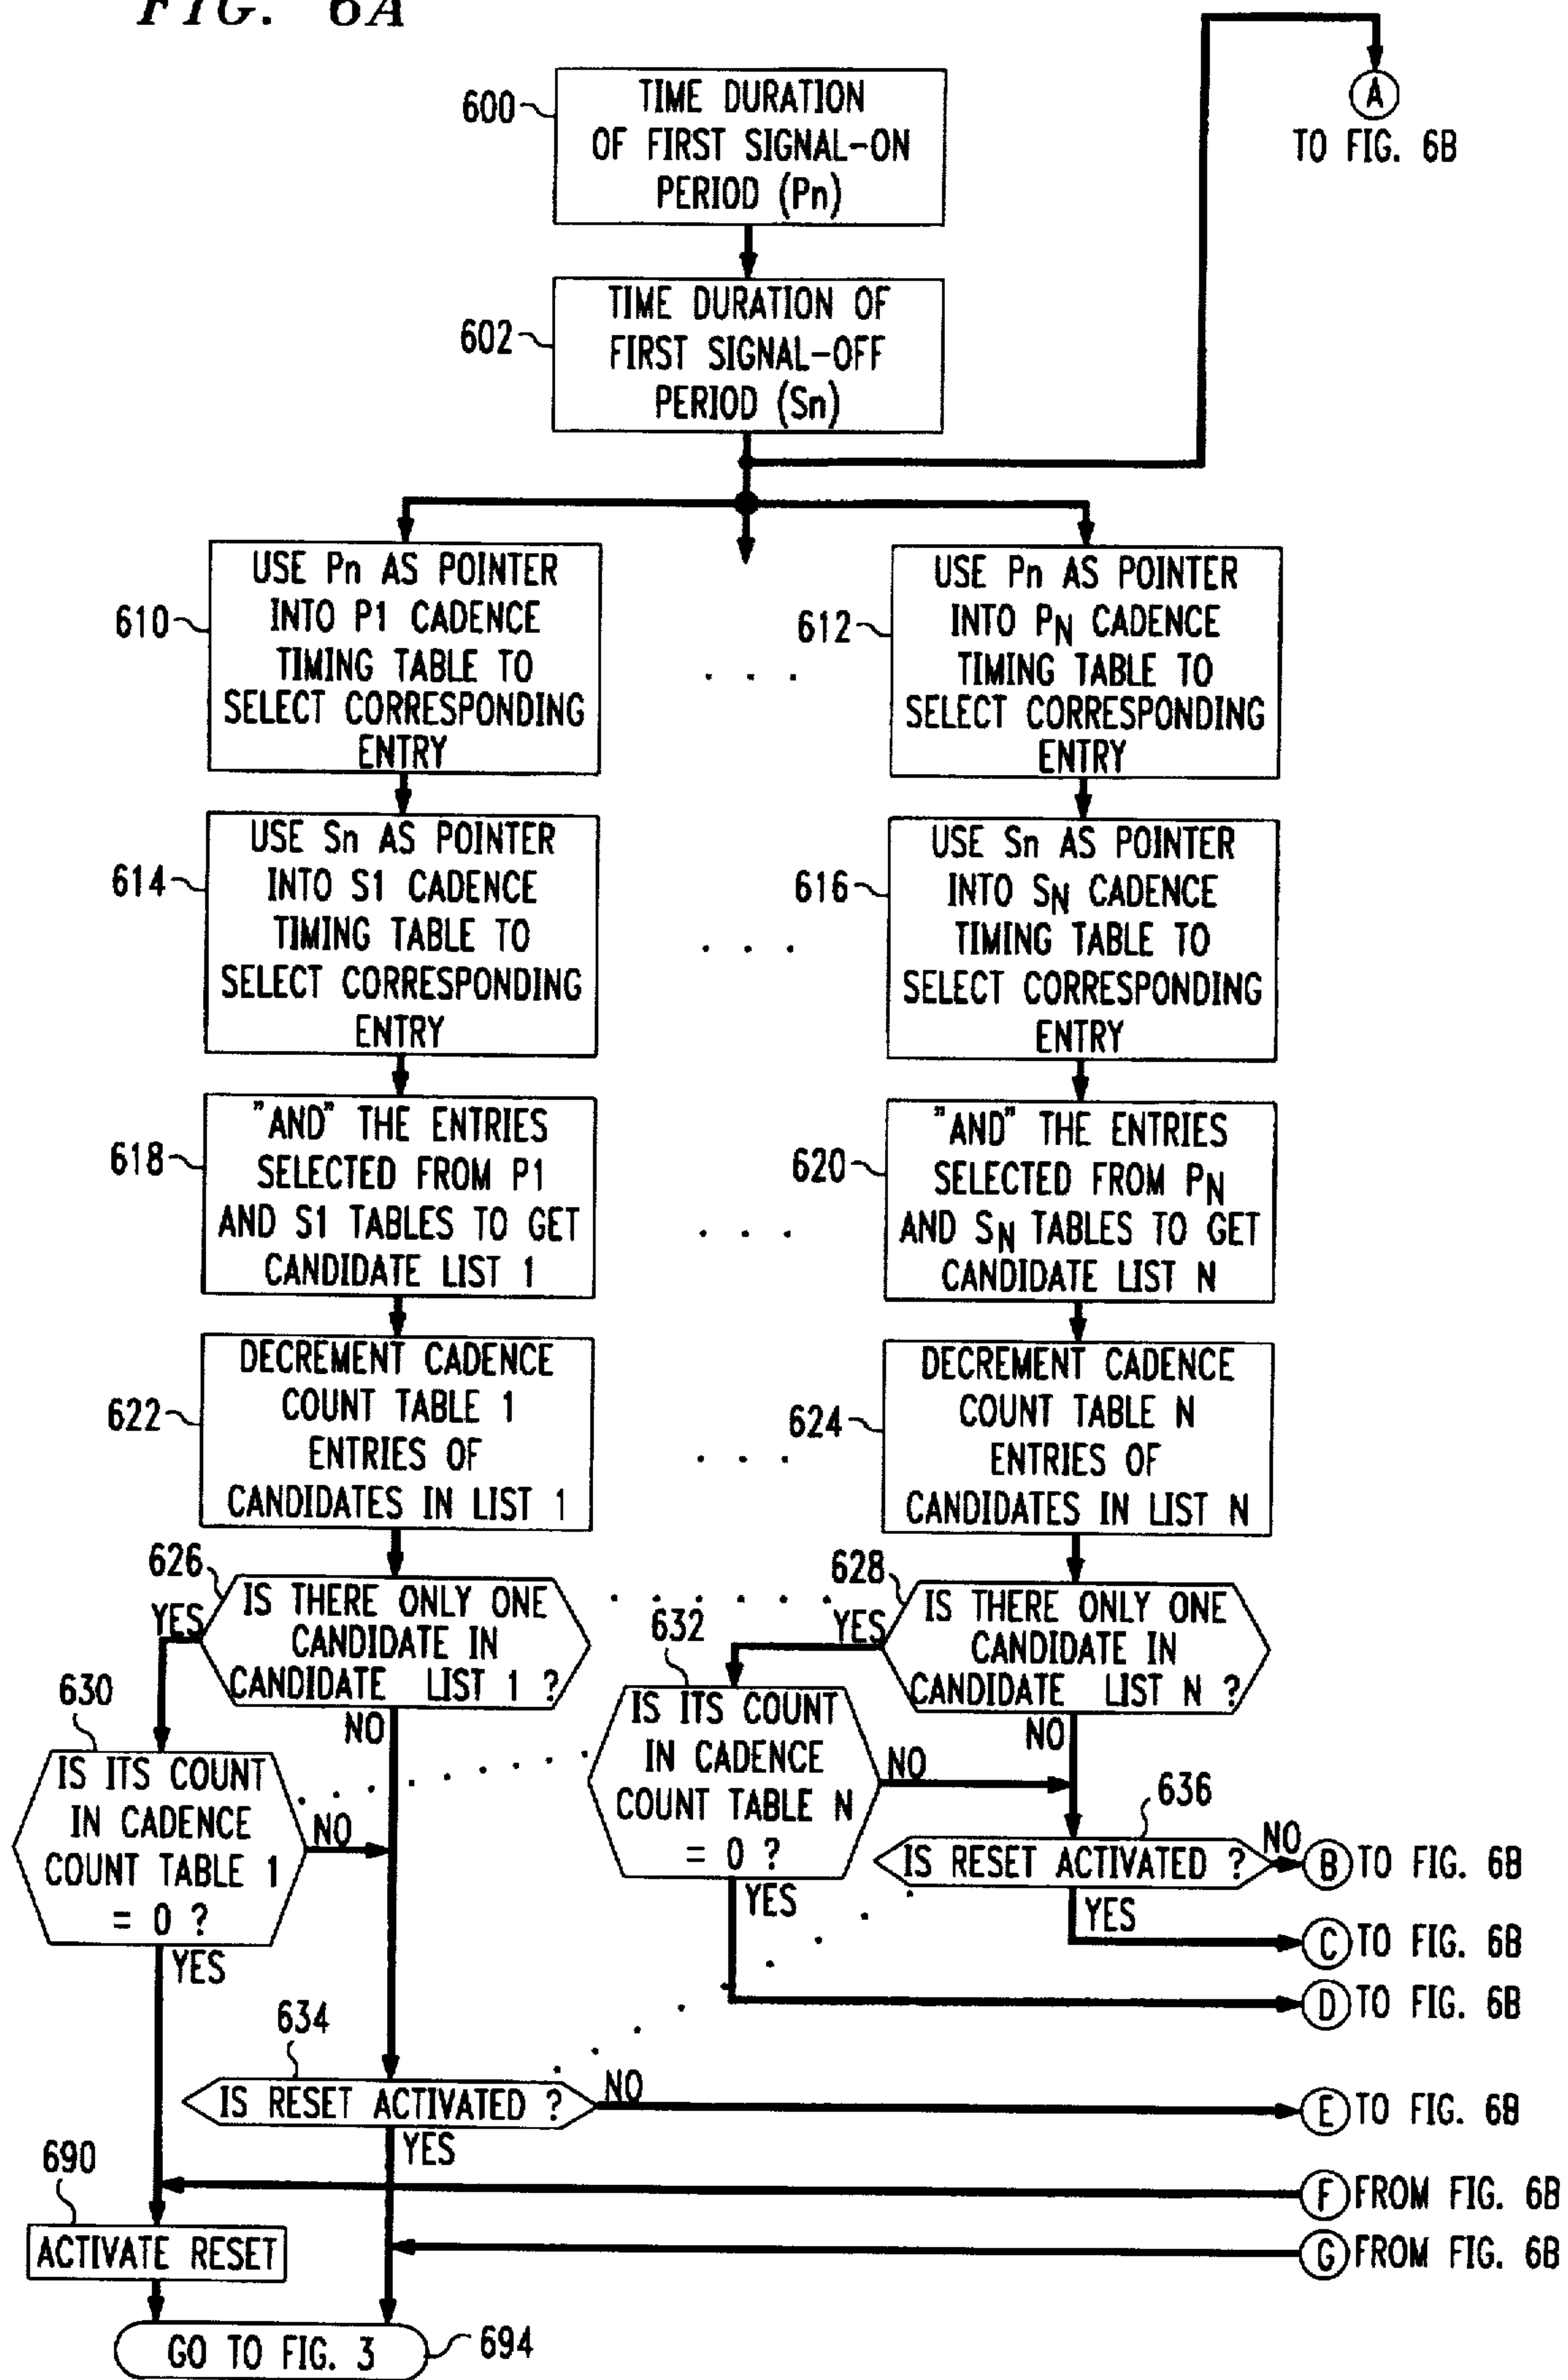 FIG. 6A
A
TO FIG. 6B
600
TIME DURATION
OF FIRST SIGNAL-ON
PERIOD (Pn)
602
TIME DURATION OF
FIRST SIGNAL-OFF
PERIOD (Sn)
610
USE Pn AS POINTER
INTO P1 CADENCE
TIMING TABLE TO
SELECT CORRESPONDING
ENTRY
. . .
612
USE Pn AS POINTER
INTO PN CADENCE
TIMING TABLE TO
SELECT CORRESPONDING
ENTRY
614
USE Sn AS POINTER
INTO S1 CADENCE
TIMING TABLE TO
SELECT CORRESPONDING
ENTRY
. . .
616
USE Sn AS POINTER
INTO SN CADENCE
TIMING TABLE TO
SELECT CORRESPONDING
ENTRY
618
"AND" THE ENTRIES
SELECTED FROM P1
AND S1 TABLES TO GET
CANDIDATE LIST 1
. . .
620
"AND" THE ENTRIES
SELECTED FROM PN
AND SN TABLES TO GET
CANDIDATE LIST N
622
DECREMENT CADENCE
COUNT TABLE 1
ENTRIES OF
CANDIDATES IN LIST 1
. . .
624
DECREMENT CADENCE
COUNT TABLE N
ENTRIES OF
CANDIDATES IN LIST N
626
YES
IS THERE ONLY ONE
CANDIDATE IN
CANDIDATE LIST 1 ?
NO
628
YES
IS THERE ONLY ONE
CANDIDATE IN
CANDIDATE LIST N ?
NO
630
IS ITS COUNT
IN CADENCE
COUNT TABLE 1
= 0 ?
NO
YES
632
IS ITS COUNT
IN CADENCE
COUNT TABLE N
= 0 ?
NO
YES
636
IS RESET ACTIVATED ?
NO
B TO FIG. 6B
YES
C TO FIG. 6B
D TO FIG. 6B
634
IS RESET ACTIVATED ?
NO
E TO FIG. 6B
YES
690
F FROM FIG. 6B
ACTIVATE RESET
G FROM FIG. 6B
GO TO FIG. 3
694